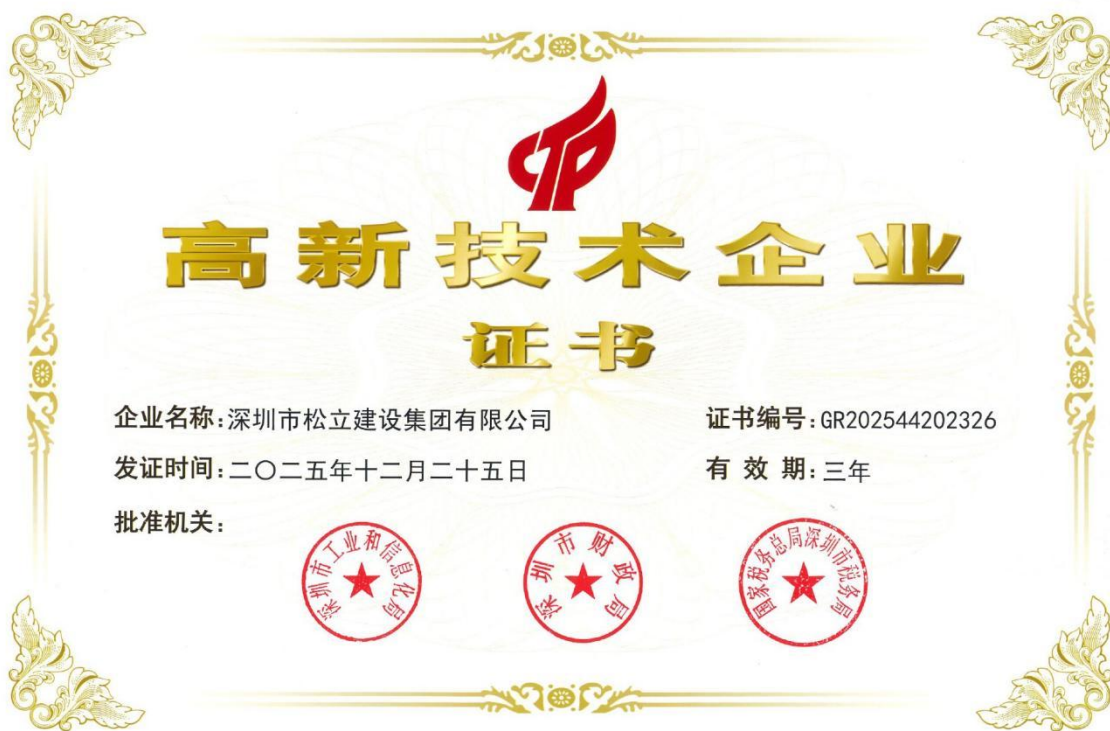 高新技术企业
证书
企业名称:深圳市松立建设集团有限公司
证书编号:GR202544202326
发证时间:二〇二五年十二月二十五日
有效期:三年
批准机关:
深圳市工业和信息化局
深圳市财政局
国家税务总局深圳市税务局